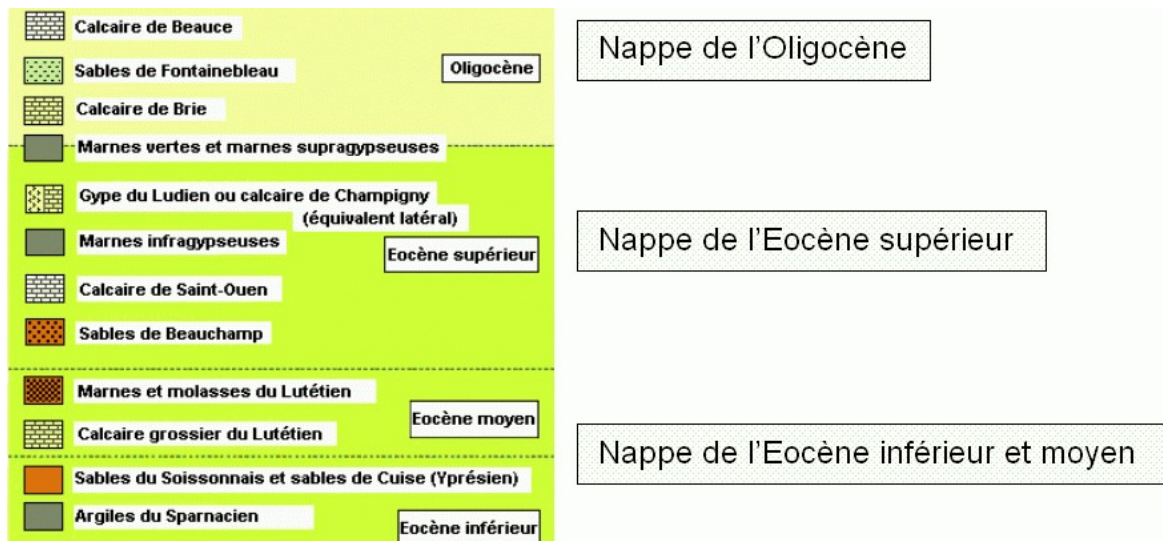 Calcaire de Beauce
Sables de Fontainebleau
Oligocène
Calcaire de Brie
Marnes vertes et marnes supragypseuses
Gype du Ludien ou calcaire de Champigny
(équivalent latéral)
Marnes infragypseuses
Eocène supérieur
Calcaire de Saint-Ouen
Sables de Beauchamp
Marnes et molasses du Lutétien
Eocène moyen
Calcaire grossier du Lutétien
Sables du Soissonnais et sables de Cuise (Yprésien)
Argiles du Sparnacien
Eocène inférieur
Nappe de l'Oligocène
Nappe de l'Eocène supérieur
Nappe de l'Eocène inférieur et moyen